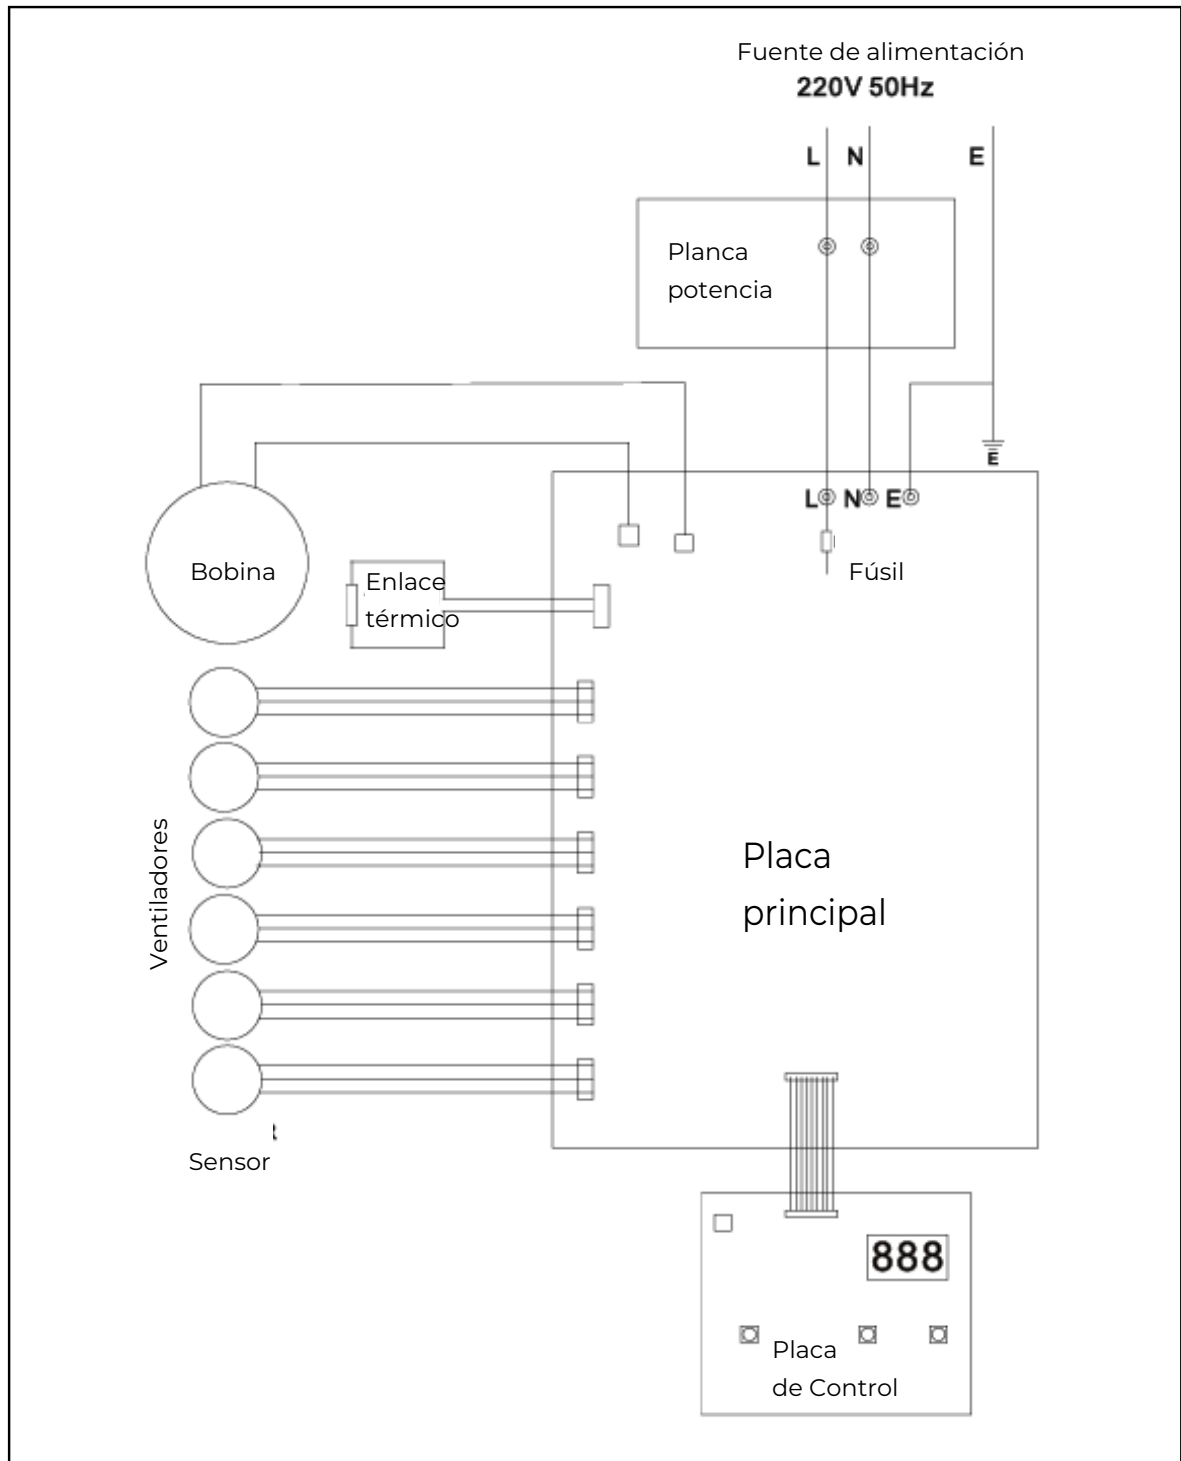 Fuente de alimentación
220V 50Hz
L N E
Planca
potencia
E
L N E
Bobina
Enlace
térmico
Fúsil
Ventiladores
Placa
principal
Sensor
888
Placa
de Control